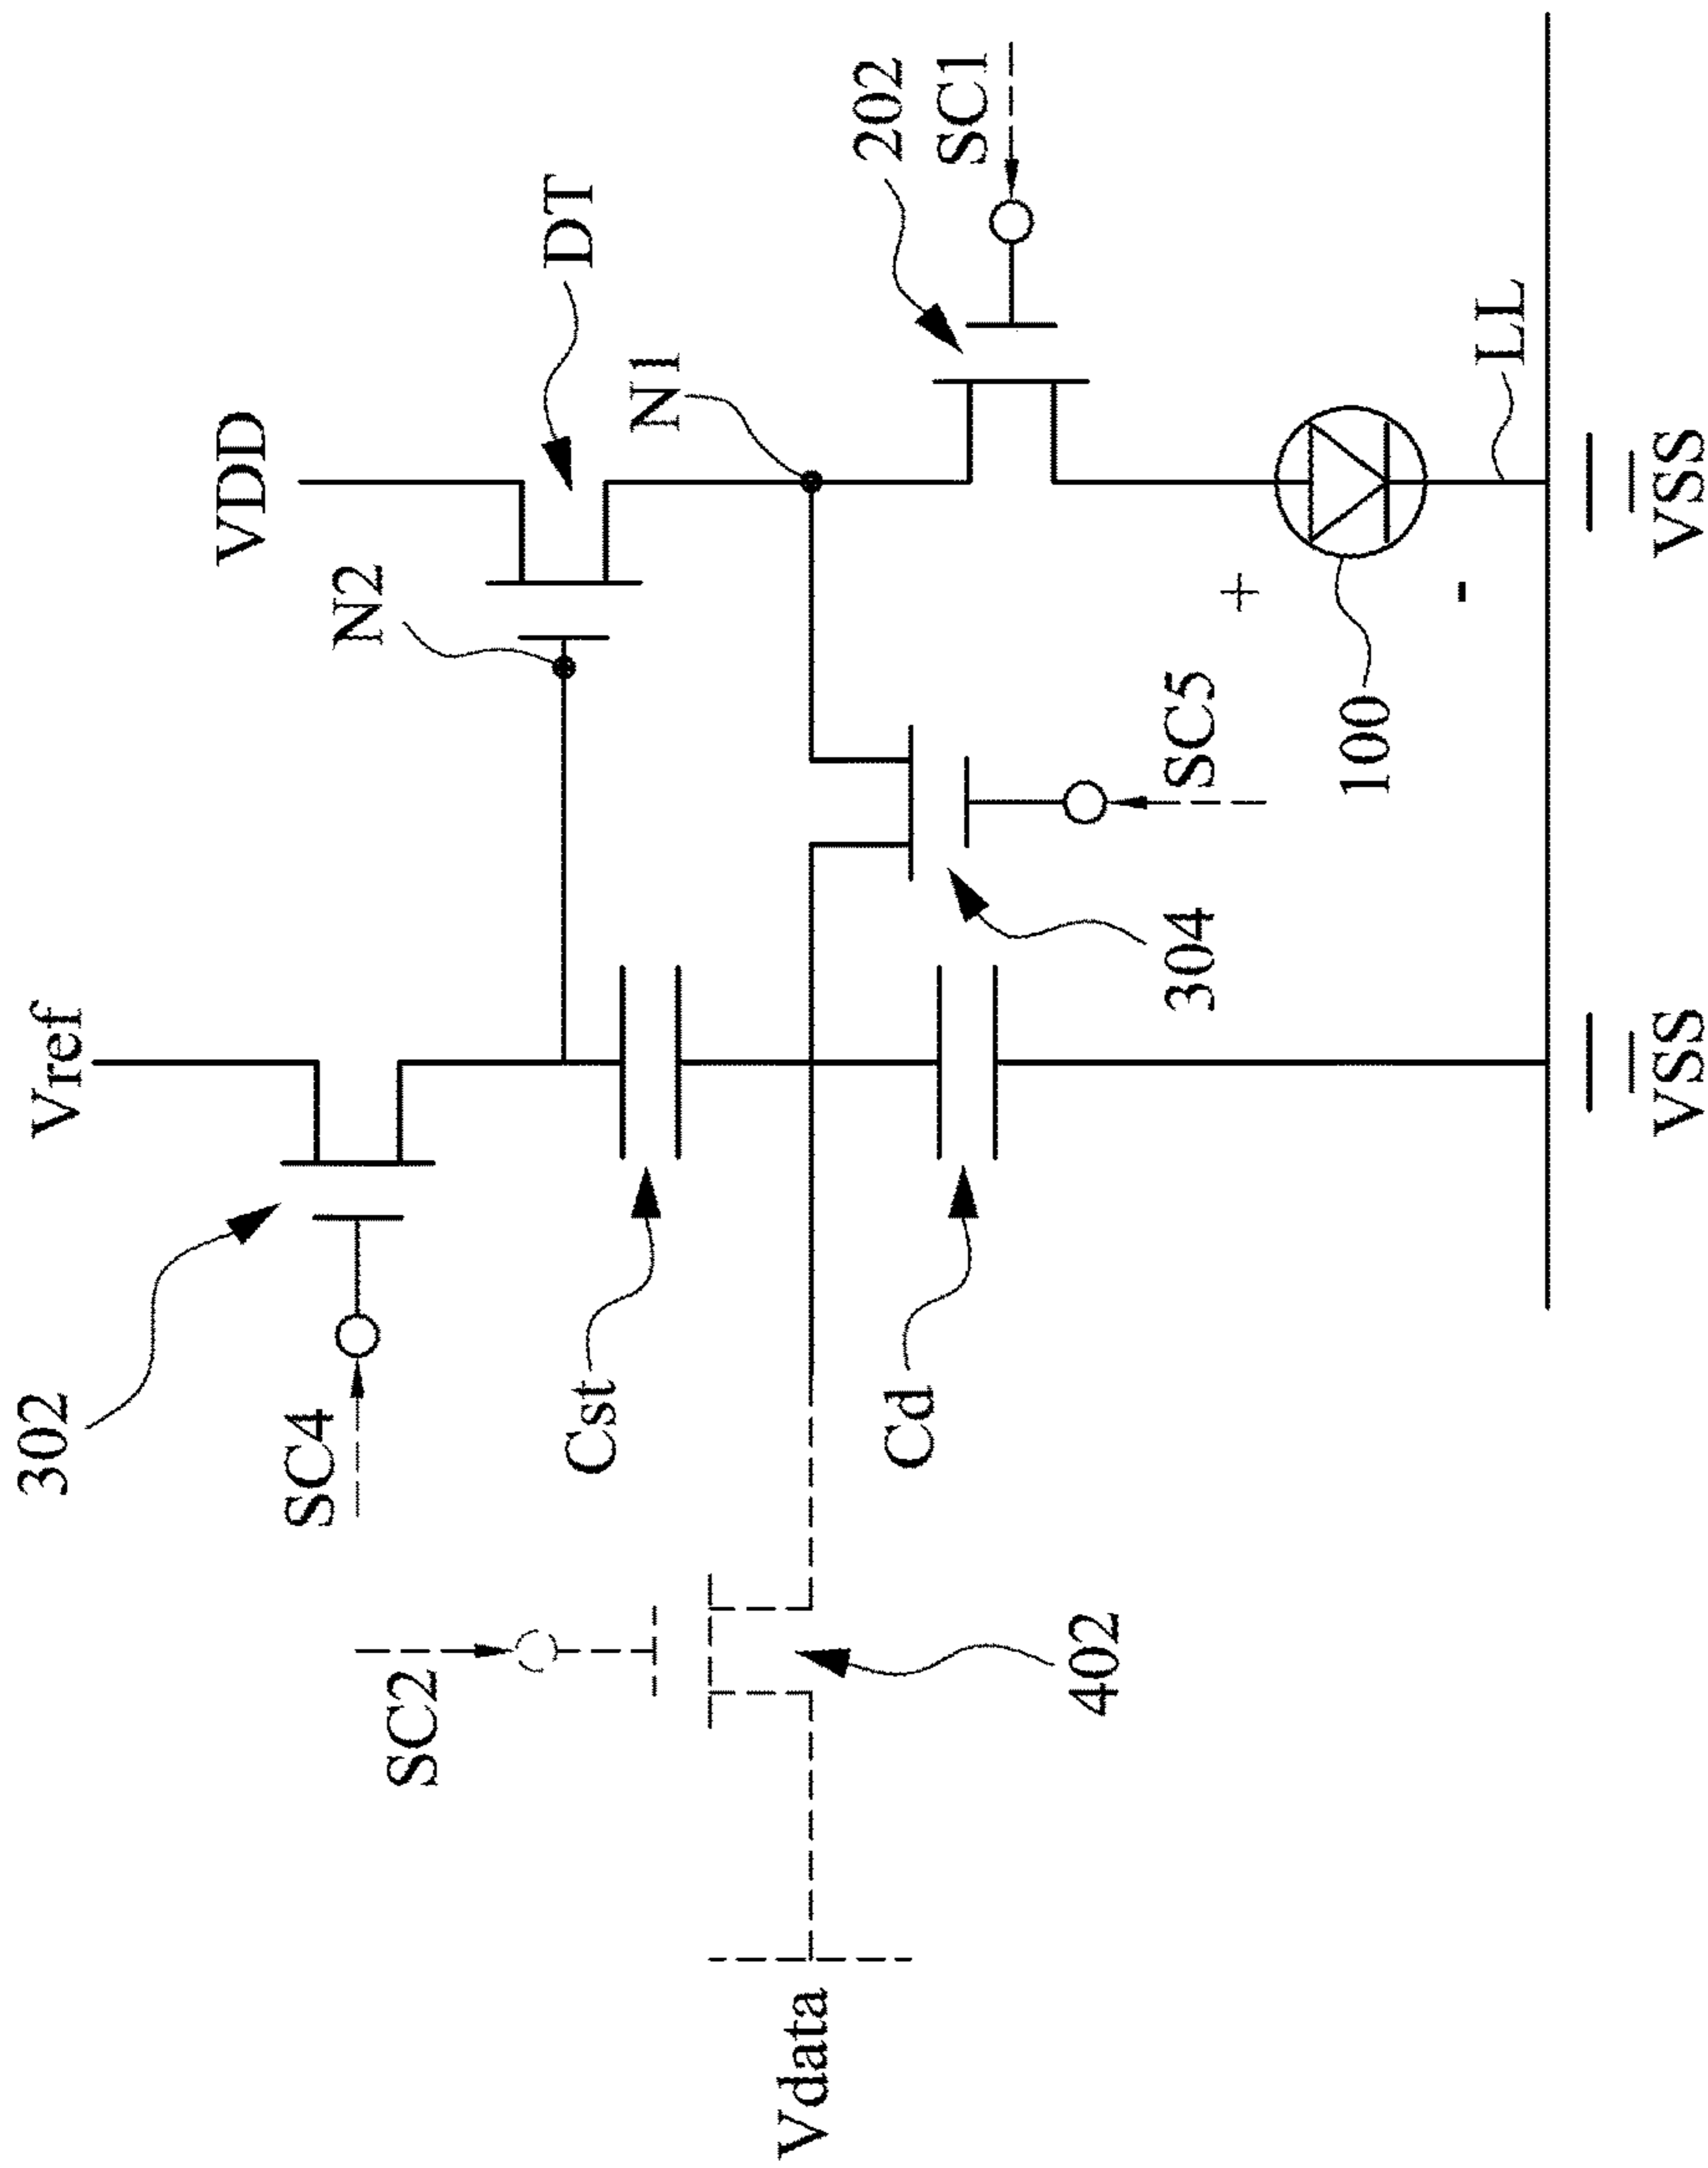 Vref
VDD
302
SC4
N2
DT
N1
SC2
Cst
202
SC1
Vdata
402
Cd
304
SC5
+
-
100
LL
VSS
VSS